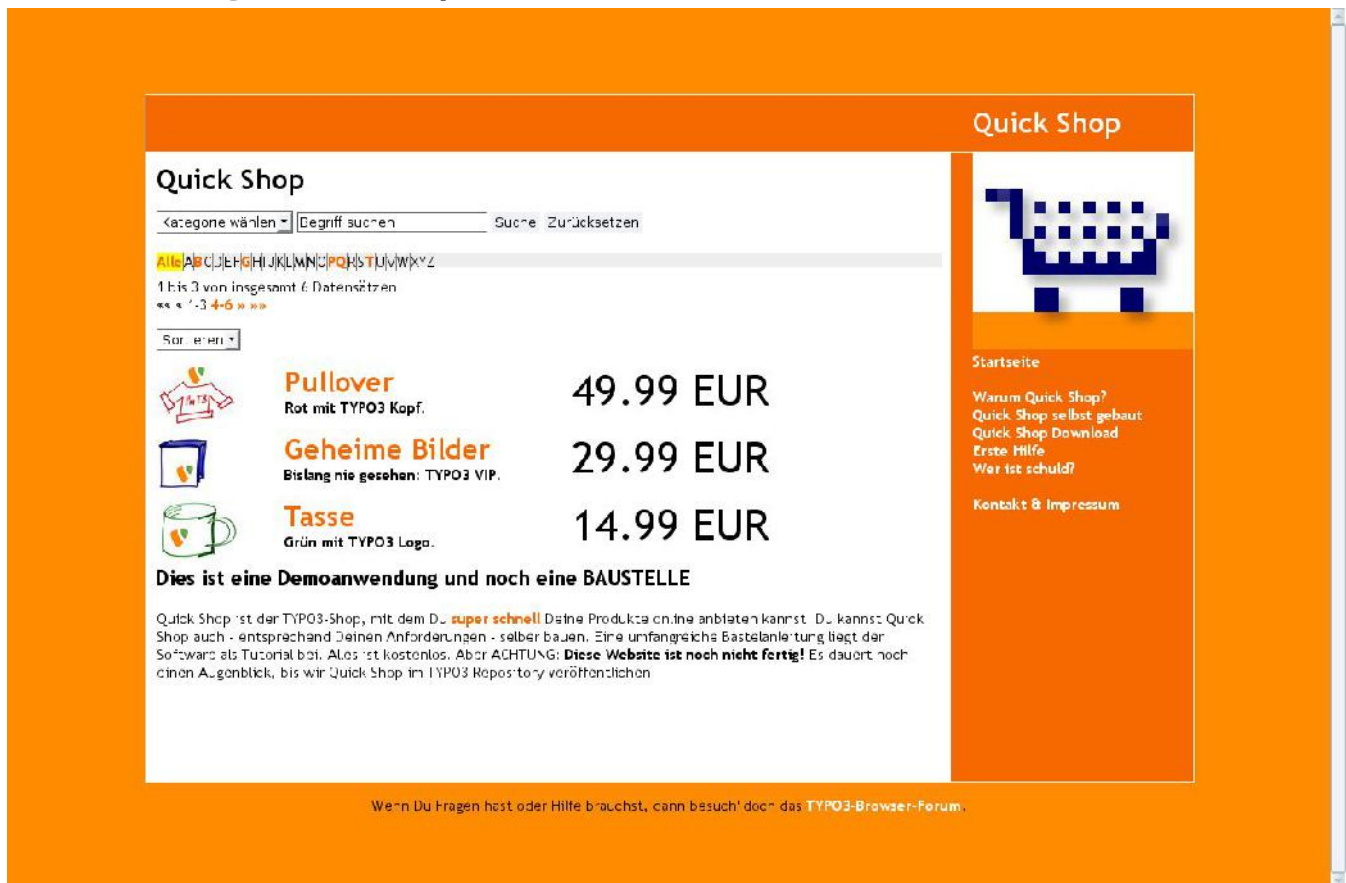 Quick Shop
Quick Shop
Kategorie wählen Begriff suchen Suche Zurücksetzen
Alle A B C D E F G H I J K L M N O P Q R S T U V W X Y Z
1 bis 3 von insgesamt 6 Datensätzen
«« « 1-3 4-6 » »»
Sortieren
Pullover 49.99 EUR
Rot mit TYPO3 Kopf.
Geheime Bilder 29.99 EUR
Bislang nie gesehen: TYPO3 VIP.
Tasse 14.99 EUR
Grün mit TYPO3 Logo.
Dies ist eine Demoanwendung und noch eine BAUSTELLE
Quick Shop ist der TYPO3-Shop, mit dem Du super schnell Deine Produkte online anbieten kannst. Du kannst Quick
Shop auch - entsprechend Deinen Anforderungen - selber bauen. Eine umfangreiche Bastelanleitung liegt der
Software als Tutorial bei. Alles ist kostenlos. Aber ACHTUNG: Diese Website ist noch nicht fertig! Es dauert noch
einen Augenblick, bis wir Quick Shop im TYPO3 Repository veröffentlichen
Startseite
Warum Quick Shop?
Quick Shop selbst gebaut
Quick Shop Download
Erste Hilfe
Wer ist schuld?
Kontakt & Impressum
Wenn Du Fragen hast oder Hilfe brauchst, dann besuch' doch das TYPO3-Browser-Forum.